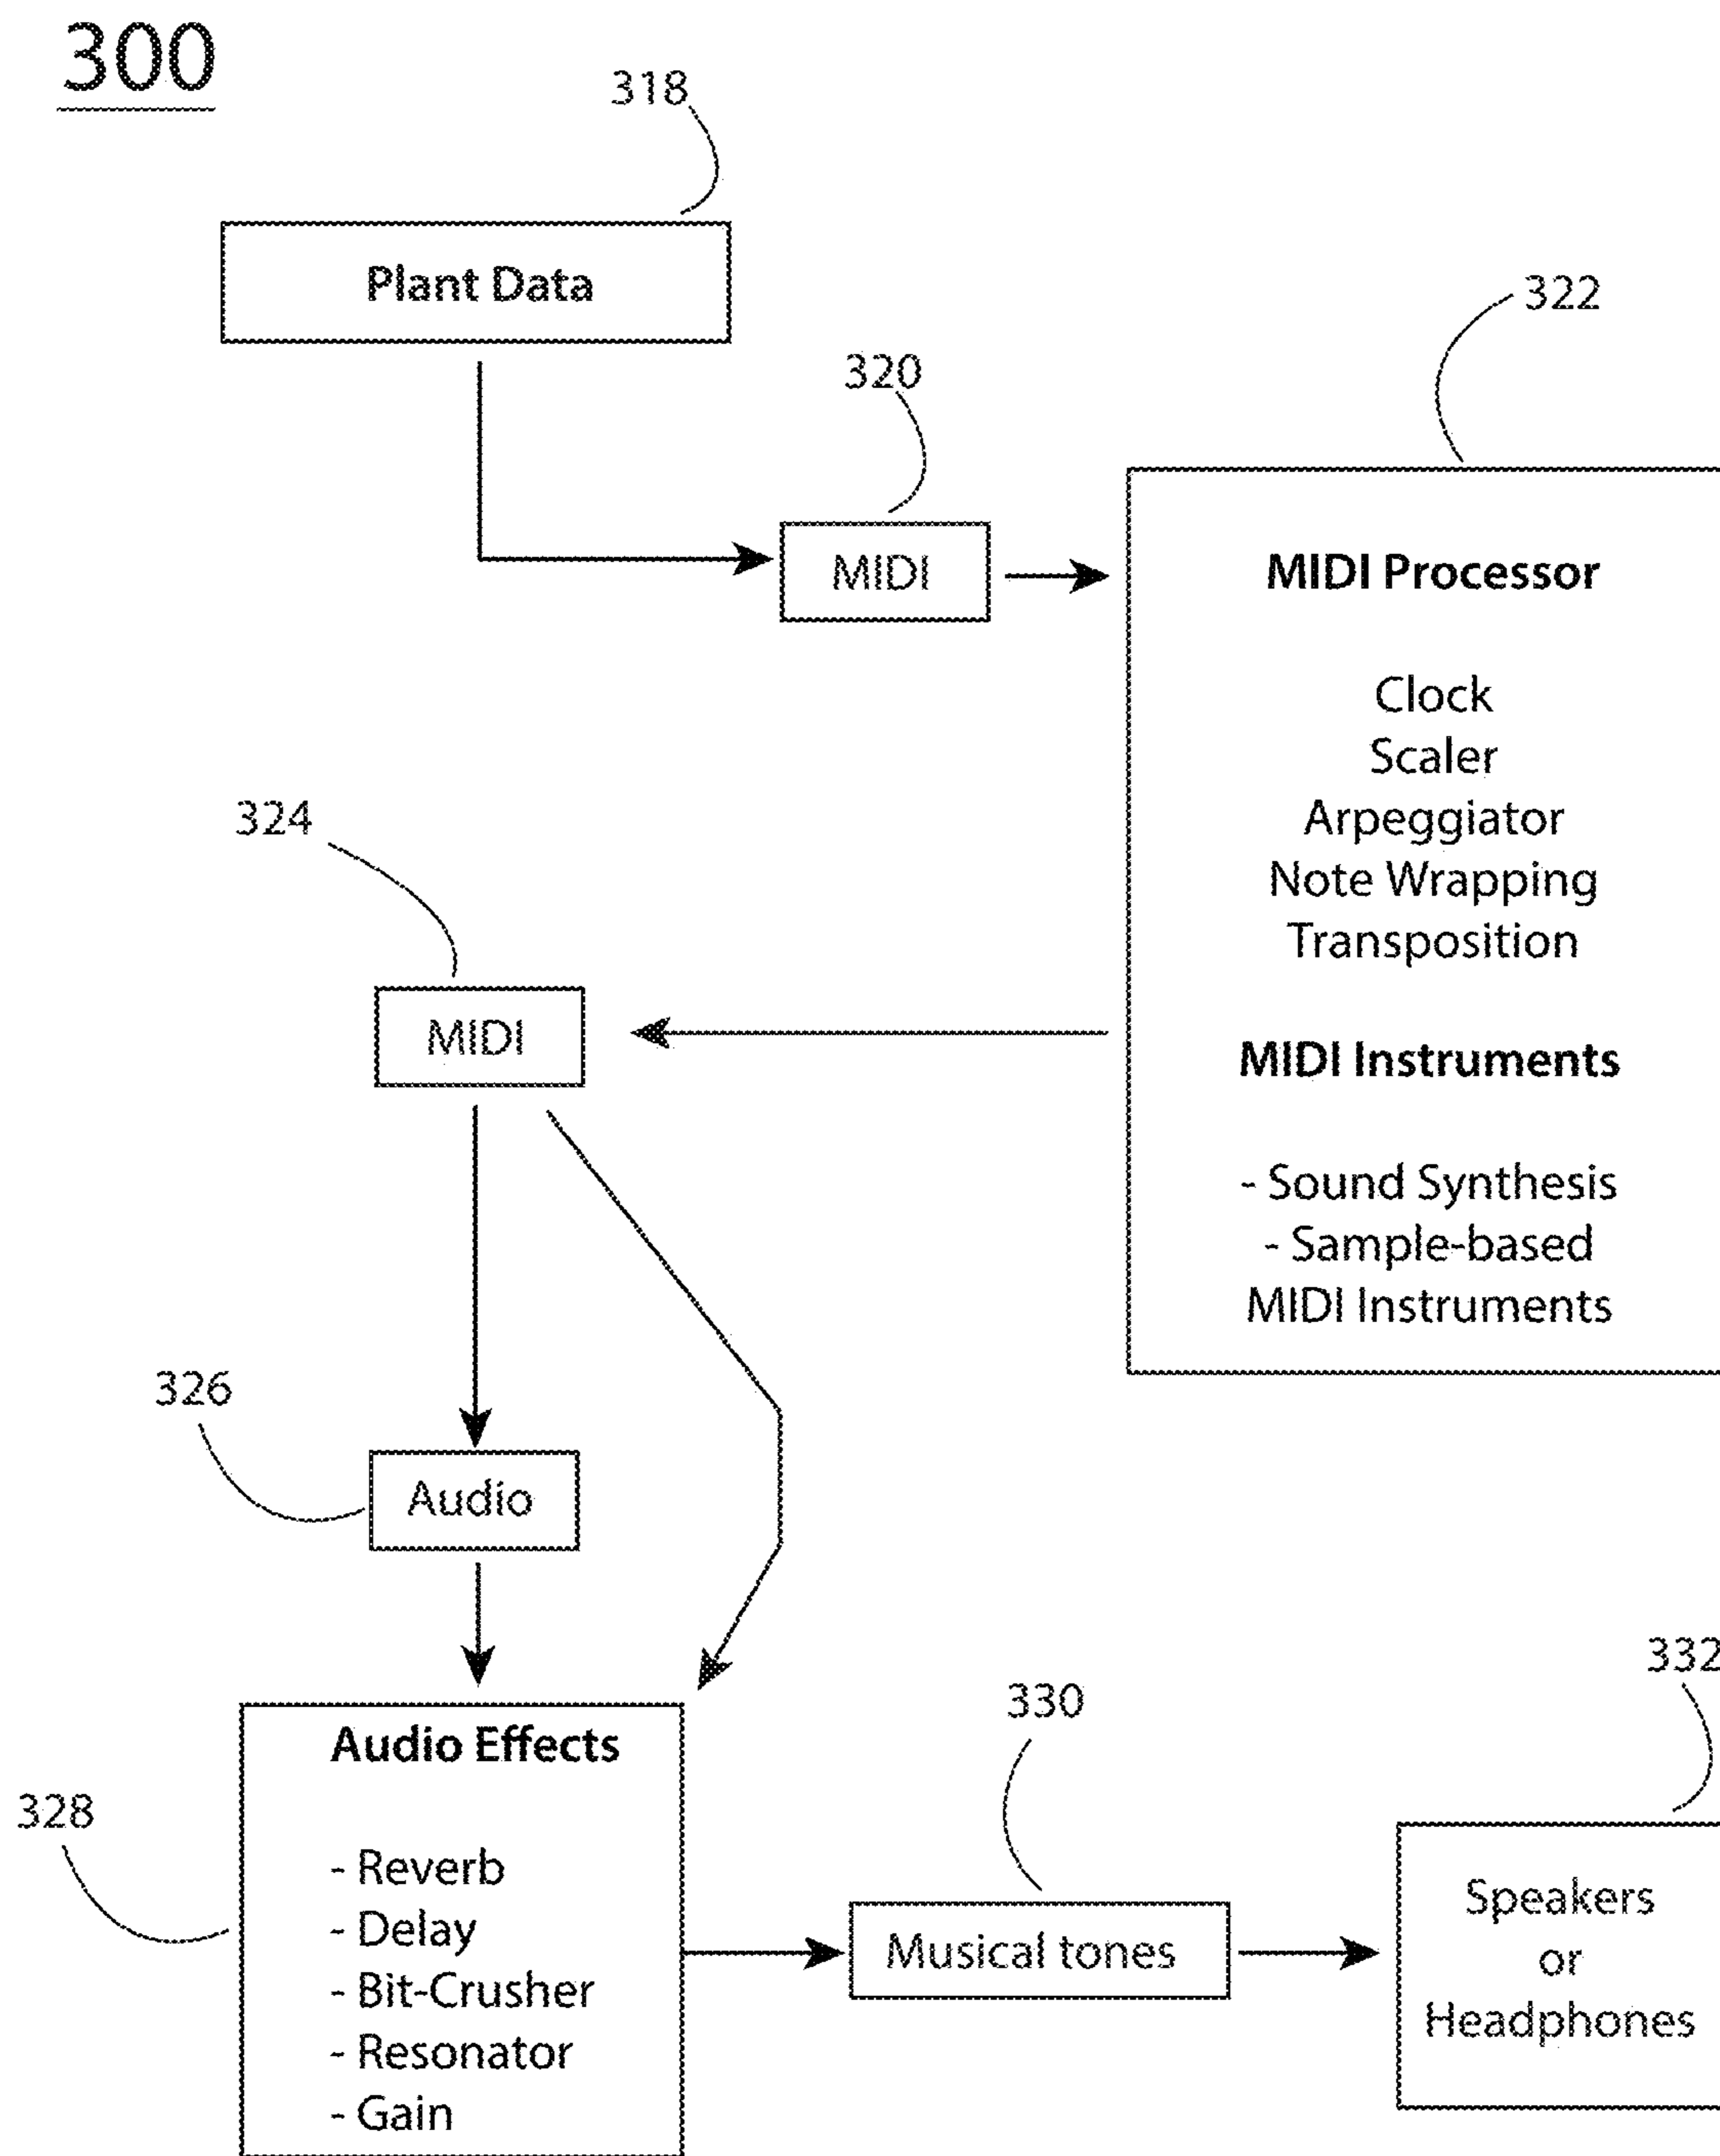 300
318
Plant Data
322
320
MIDI
MIDI Processor
Clock
Scaler
Arpeggiator
Note Wrapping
Transposition
MIDI Instruments
- Sound Synthesis
- Sample-based
MIDI Instruments
324
MIDI
326
Audio
328
Audio Effects
- Reverb
- Delay
- Bit-Crusher
- Resonator
- Gain
330
Musical tones
332
Speakers
or
Headphones